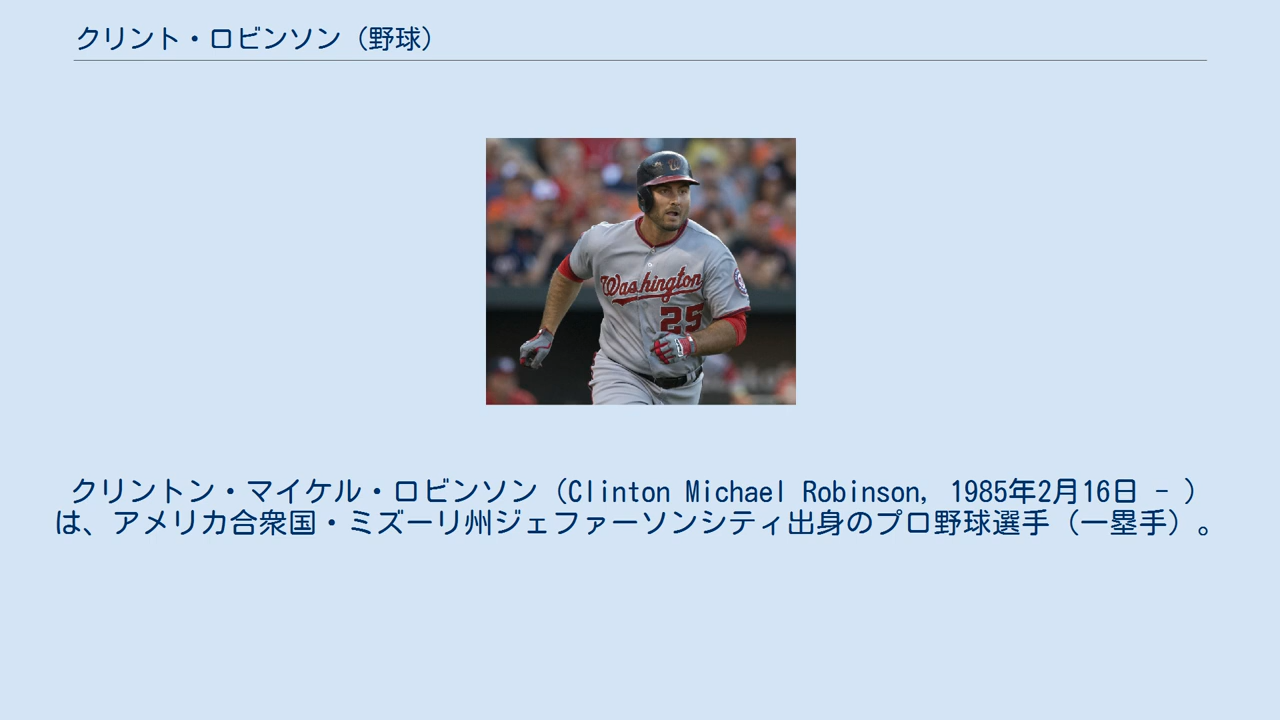 クリント・ロビンソン（野球）
Washington
25
クリントン・マイケル・ロビンソン（Clinton Michael Robinson, 1985年2月16日 - ）
は、アメリカ合衆国・ミズーリ州ジェファーソンシティ出身のプロ野球選手（一塁手）。